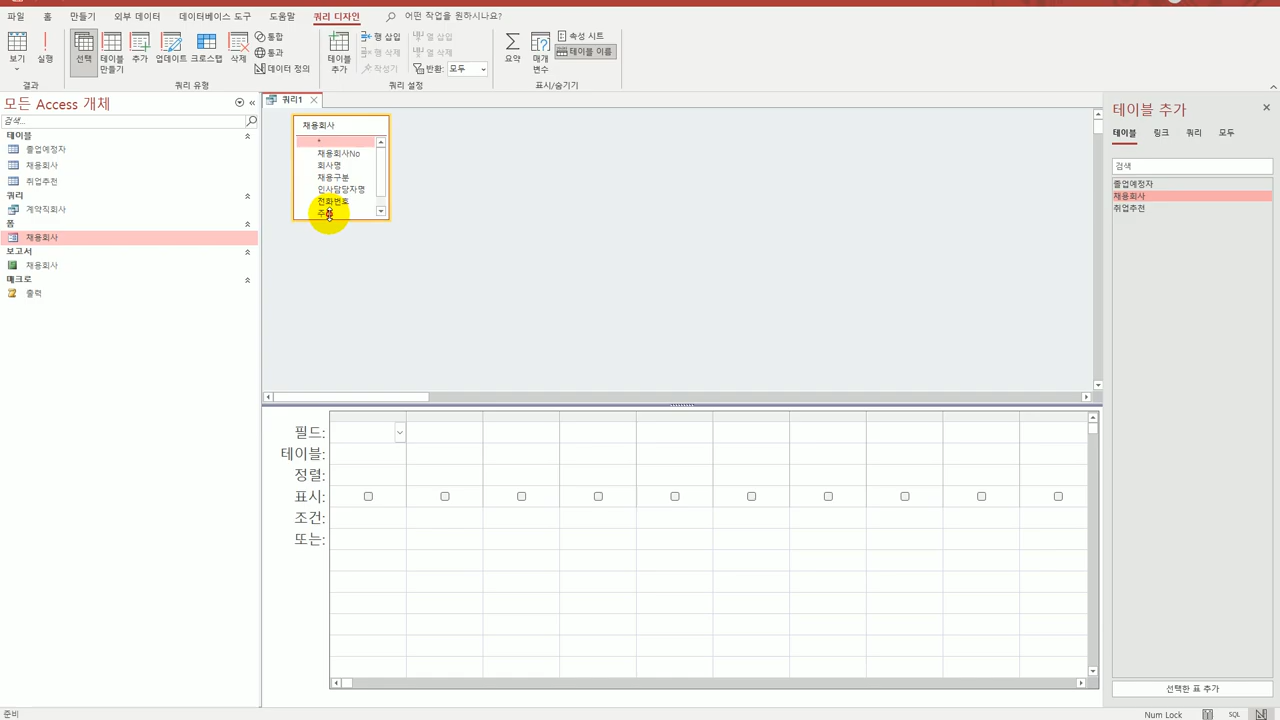 파일 홈 만들기 외부 데이터 데이터베이스 도구 도움말 쿼리 디자인 어떤 작업을 원하시나요?
보기 실행 선택 테이블 만들기 추가 업데이트 크로스탭 삭제 통합 통과 데이터 정의 테이블 추가 행 삽입 행 삭제 작성기 열 삽입 열 삭제 반환: 모두 요약 매개 변수 속성 시트 테이블 이름
결과 쿼리 유형 쿼리 설정 표시/숨기기
모든 Access 개체
검색...
테이블
졸업예정자
채용회사
취업추천
쿼리
계약직회사
폼
채용회사
보고서
채용회사
매크로
출력
쿼리1
채용회사
*
채용회사No
회사명
채용구분
인사담당자명
전화번호
필드:
테이블:
정렬:
표시:
조건:
또는:
테이블 추가
테이블 링크 쿼리 모두
검색
졸업예정자
채용회사
취업추천
선택한 표 추가
준비 Num Lock SQL